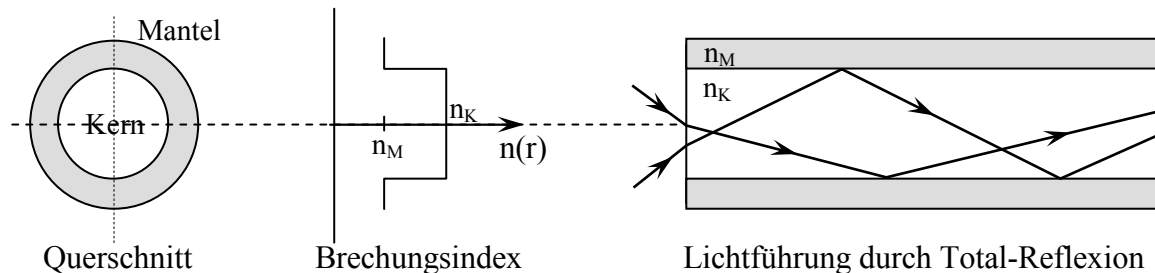 Mantel
Kern
Querschnitt
n_K
n_M
n(r)
Brechungsindex
n_M
n_K
Lichtführung durch Total-Reflexion